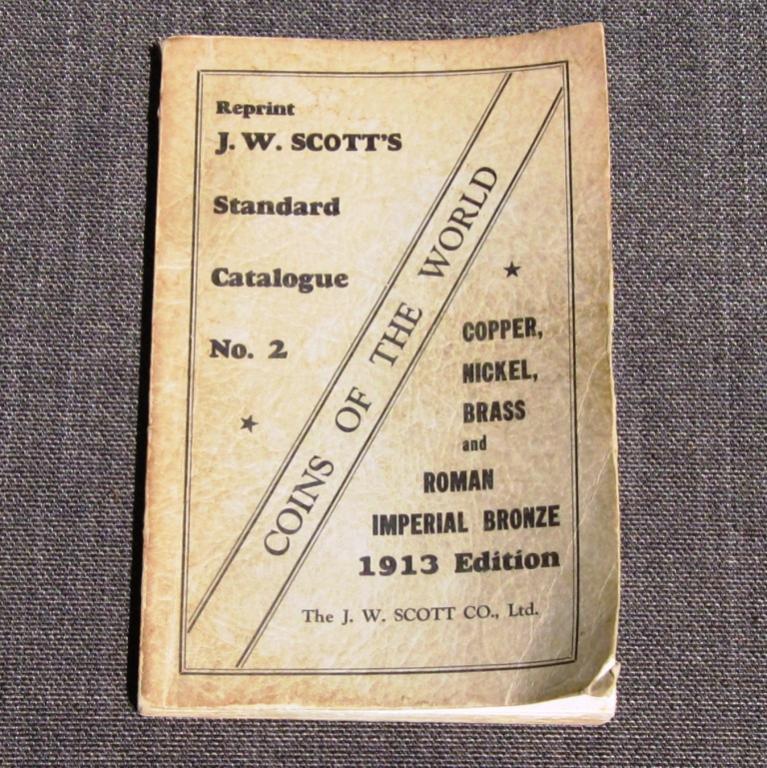 Reprint
J. W. SCOTT'S
Standard
Catalogue
No. 2
COINS OF THE WORLD
COPPER,
NICKEL,
BRASS
and
ROMAN
IMPERIAL BRONZE
1913 Edition
The J. W. SCOTT CO., Ltd.